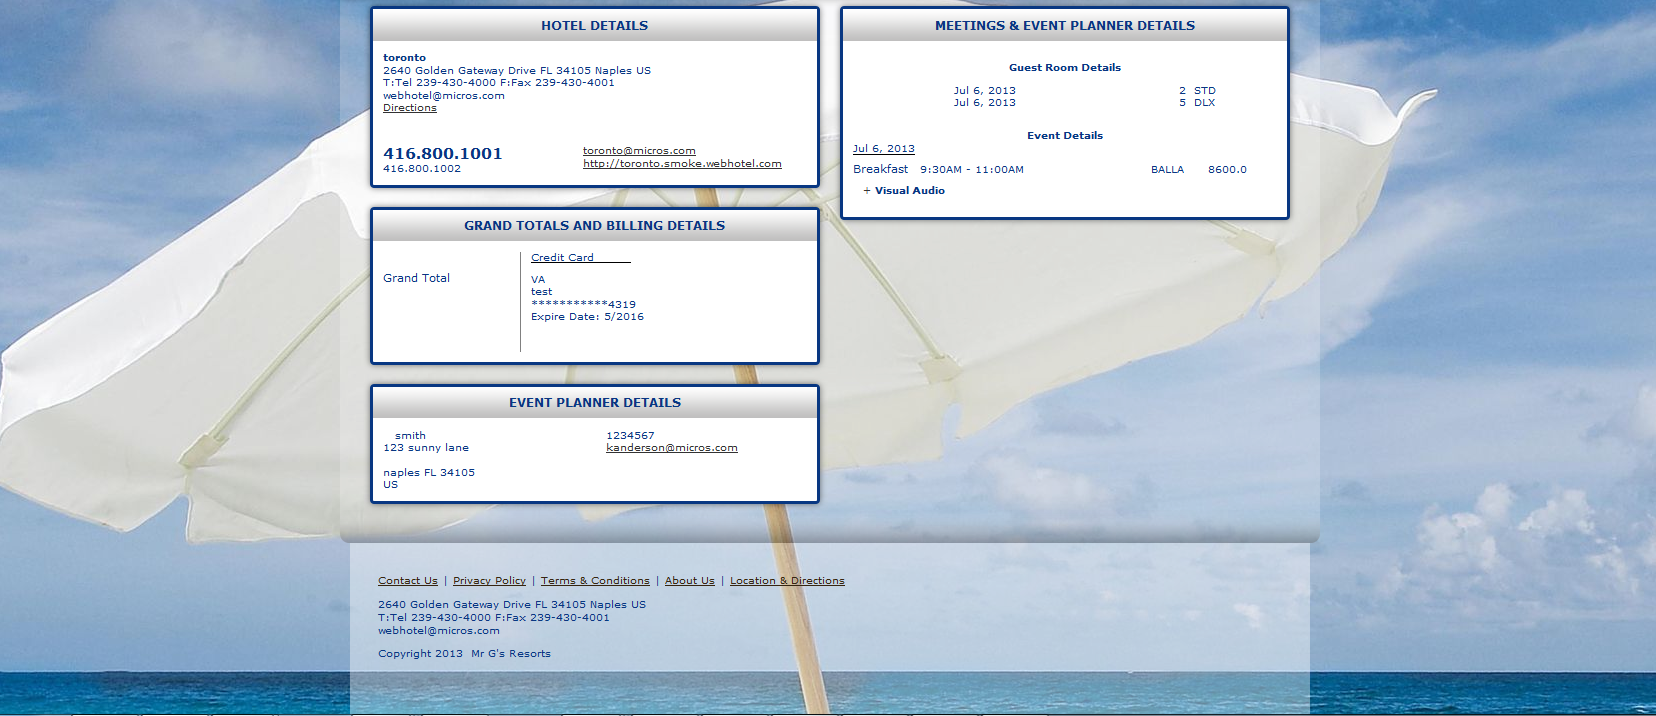 HOTEL DETAILS
toronto
2640 Golden Gateway Drive FL 34105 Naples US
T:Tel 239-430-4000 F:Fax 239-430-4001
webhotel@micros.com
Directions
416.800.1001
416.800.1002
toronto@micros.com
http://toronto.smoke.webhotel.com
GRAND TOTALS AND BILLING DETAILS
Grand Total
Credit Card
VA
test
***********4319
Expire Date: 5/2016
EVENT PLANNER DETAILS
smith
123 sunny lane
naples FL 34105
US
1234567
kanderson@micros.com
MEETINGS & EVENT PLANNER DETAILS
Guest Room Details
Jul 6, 2013 2 STD
Jul 6, 2013 5 DLX
Event Details
Jul 6, 2013
Breakfast 9:30AM - 11:00AM BALLA 8600.0
+ Visual Audio
Contact Us | Privacy Policy | Terms & Conditions | About Us | Location & Directions
2640 Golden Gateway Drive FL 34105 Naples US
T:Tel 239-430-4000 F:Fax 239-430-4001
webhotel@micros.com
Copyright 2013 Mr G's Resorts